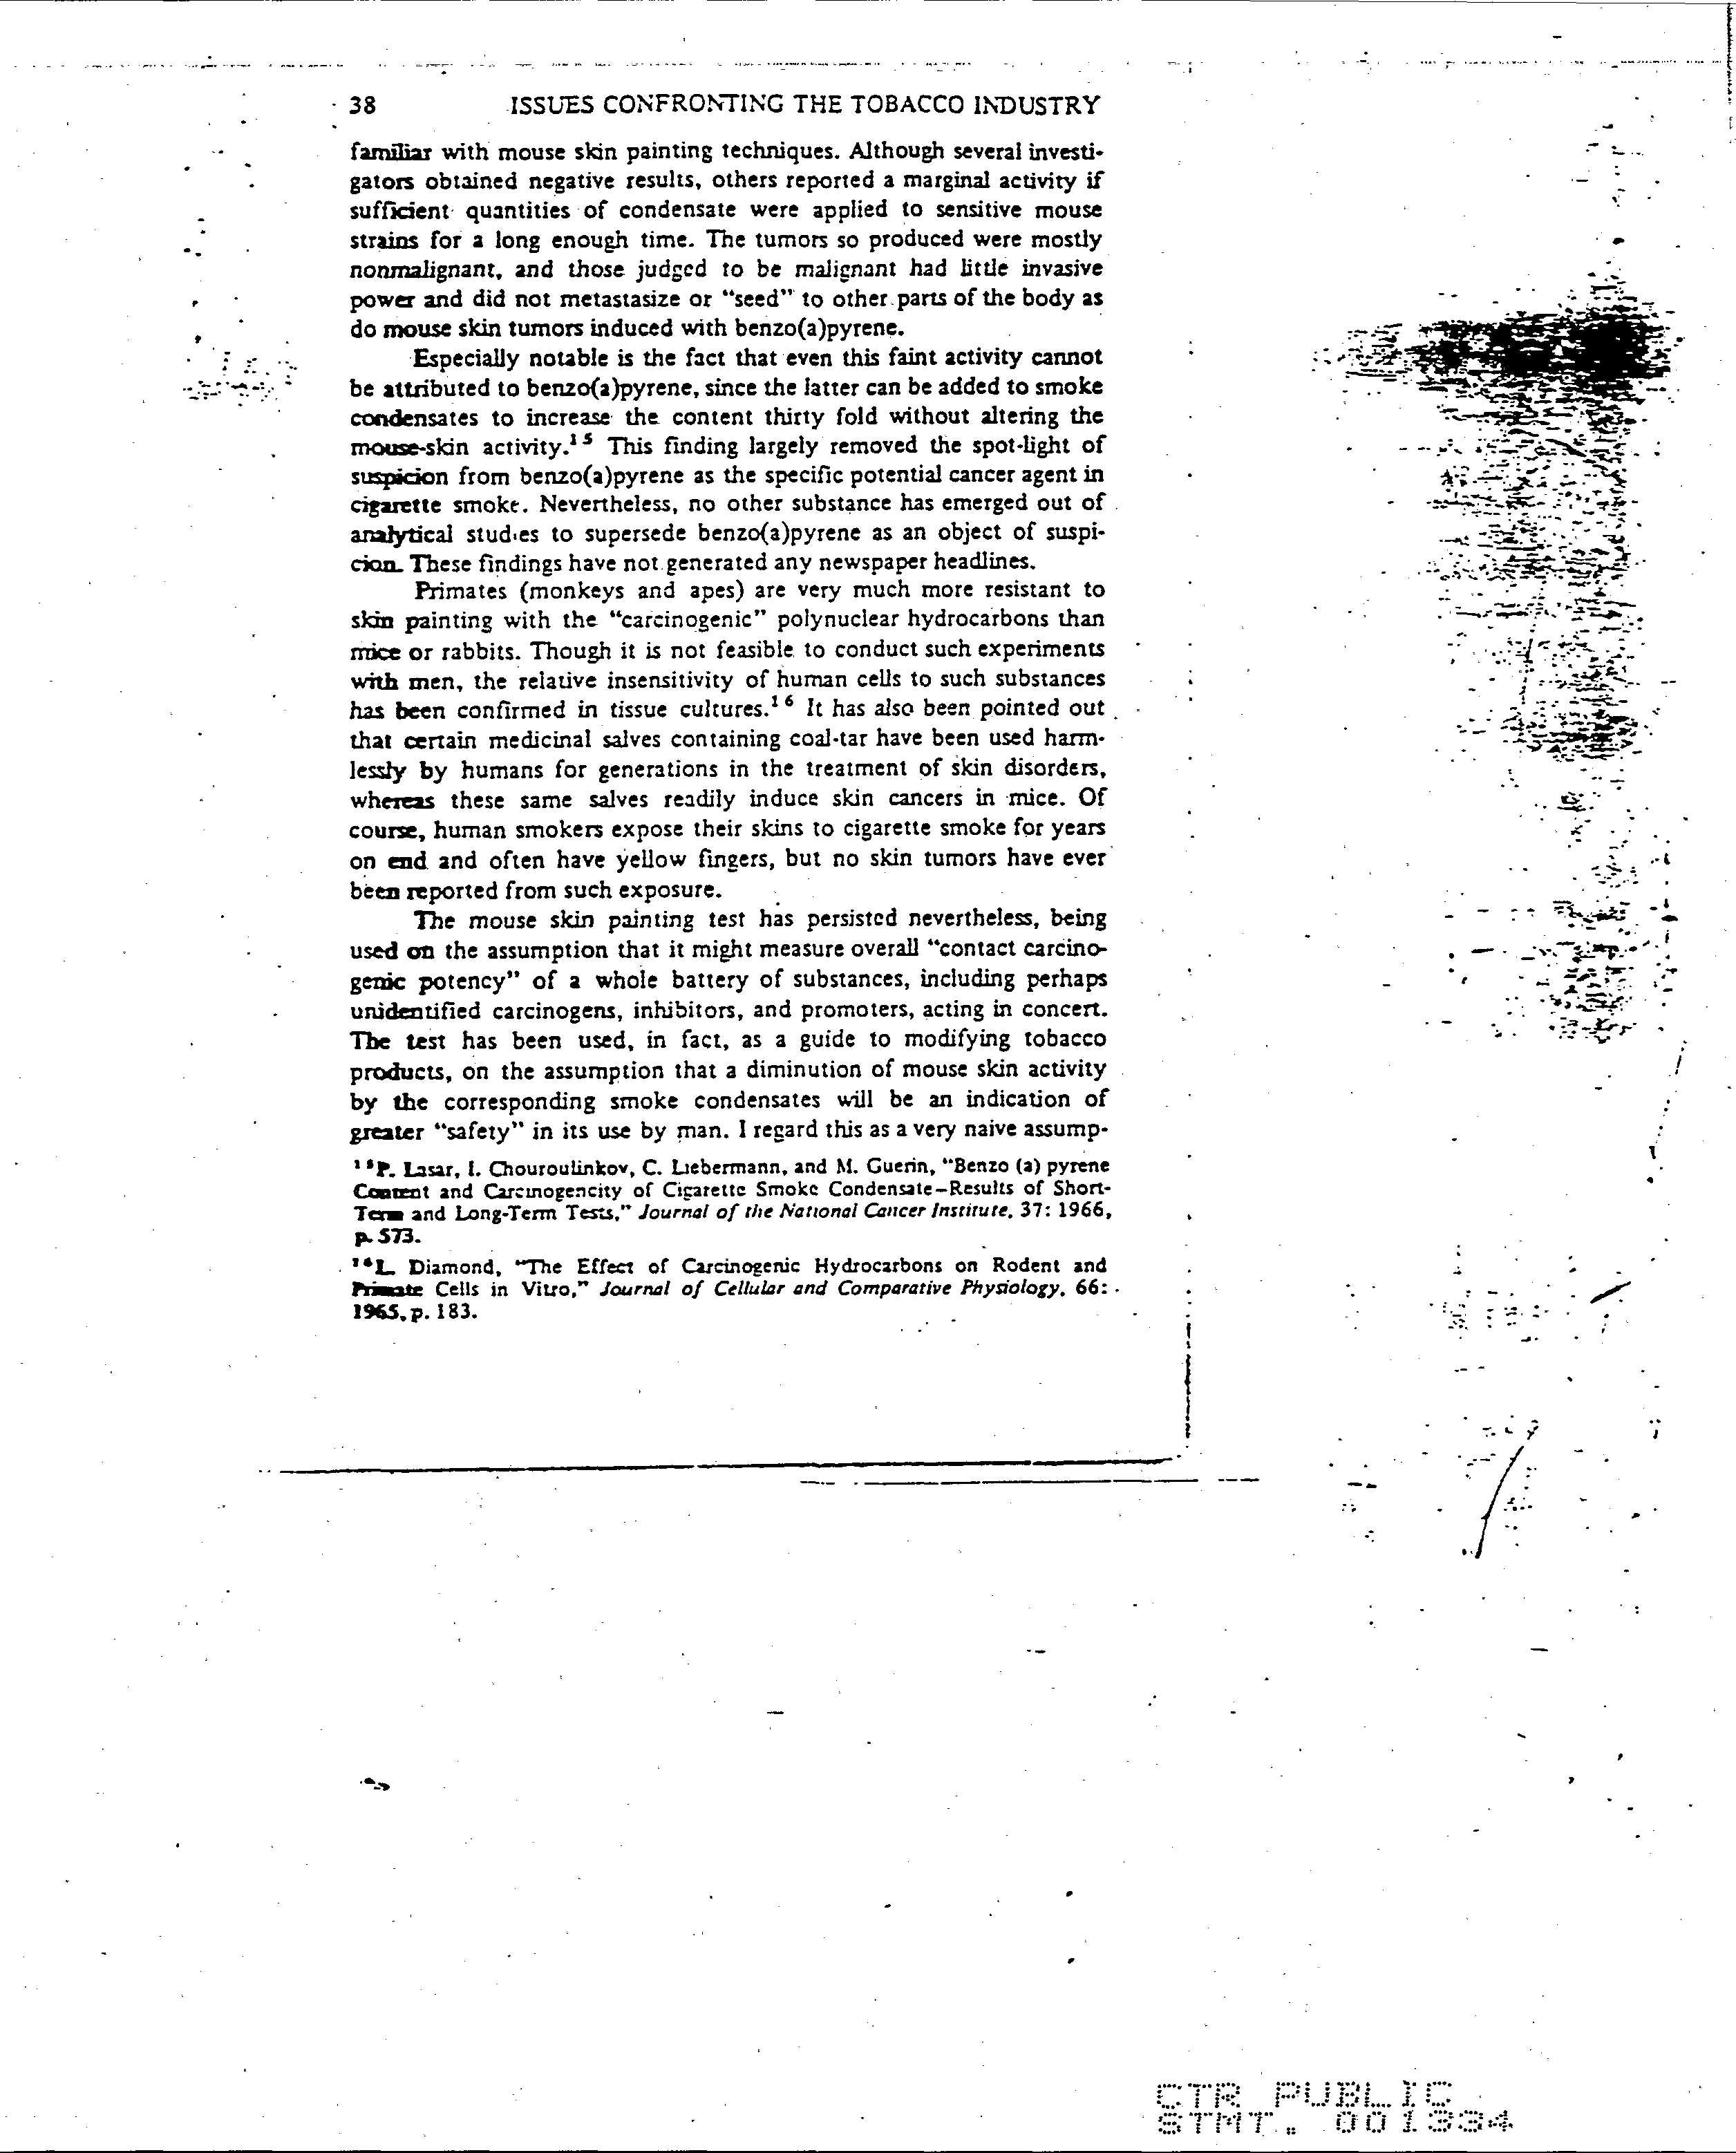 38 ISSUES CONFRONTING THE TOBACCO INDUSTRY
familiar with mouse skin painting techniques. Although several investi-
gators obtained negative results, others reported a marginal activity if
sufficient quantities of condensate were applied to sensitive mouse
strains for a long enough time. The tumors so produced were mostly
nonmalignant, and those judged to be malignant had little invasive
power and did not metastasize or "seed" to other parts of the body as
do mouse skin tumors induced with benzo(a)pyrene.
Especially notable is the fact that even this faint activity cannot
be attributed to benzo(a)pyrene, since the latter can be added to smoke
condensates to increase the content thirty fold without altering the
mouse-skin activity.15 This finding largely removed the spot-light of
suspicion from benzo(a)pyrene as the specific potential cancer agent in
cigarette smoke. Nevertheless, no other substance has emerged out of
analytical studies to supersede benzo(a)pyrene as an object of suspi-
cion. These findings have not generated any newspaper headlines.
Primates (monkeys and apes) are very much more resistant to
skin painting with the "carcinogenic" polynuclear hydrocarbons than
mice or rabbits. Though it is not feasible to conduct such experiments
with men, the relative insensitivity of human cells to such substances
has been confirmed in tissue cultures.16 It has also been pointed out
that certain medicinal salves containing coal-tar have been used harm-
lessly by humans for generations in the treatment of skin disorders,
whereas these same salves readily induce skin cancers in mice. Of
course, human smokers expose their skins to cigarette smoke for years
on end and often have yellow fingers, but no skin tumors have ever
been reported from such exposure.
The mouse skin painting test has persisted nevertheless, being
used on the assumption that it might measure overall "contact carcino-
genic potency" of a whole battery of substances, including perhaps
unidentified carcinogens, inhibitors, and promoters, acting in concert.
The test has been used, in fact, as a guide to modifying tobacco
products, on the assumption that a diminution of mouse skin activity
by the corresponding smoke condensates will be an indication of
greater "safety" in its use by man. I regard this as a very naive assump-
15P. Lasar, I. Chouroulinkov, C. Liebermann, and M. Guerin, "Benzo (a) pyrene
Content and Carcinogencity of Cigarette Smoke Condensate—Results of Short-
Term and Long-Term Tests," Journal of the National Cancer Institute, 37: 1966,
p. 573.
16L. Diamond, "The Effect of Carcinogenic Hydrocarbons on Rodent and
Primate Cells in Vitro," Journal of Cellular and Comparative Physiology, 66:
1965, p. 183.
CTR PUBLIC
STMT. 001334